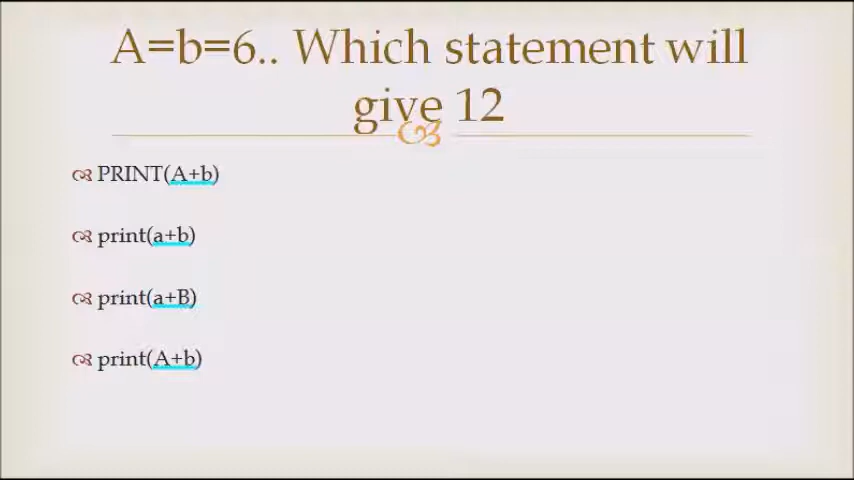 A=b=6.. Which statement will
give 12
PRINT(A+b)
print(a+b)
print(a+B)
print(A+b)